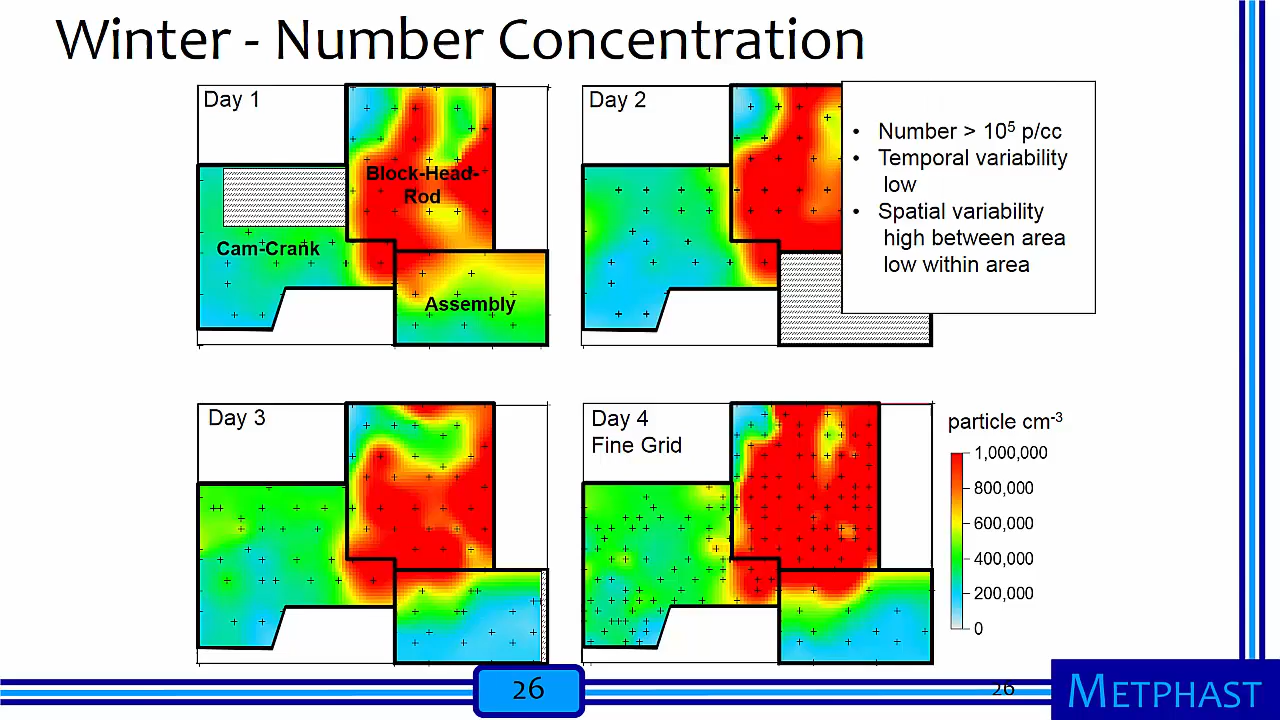 Winter - Number Concentration
Day 1
Block-Head-
Rod
Cam-Crank
Assembly
Day 2
• Number > 10⁵ p/cc
• Temporal variability
low
• Spatial variability
high between area
low within area
Day 3
Day 4
Fine Grid
particle cm⁻³
1,000,000
800,000
600,000
400,000
200,000
0
26
26
METPHAST